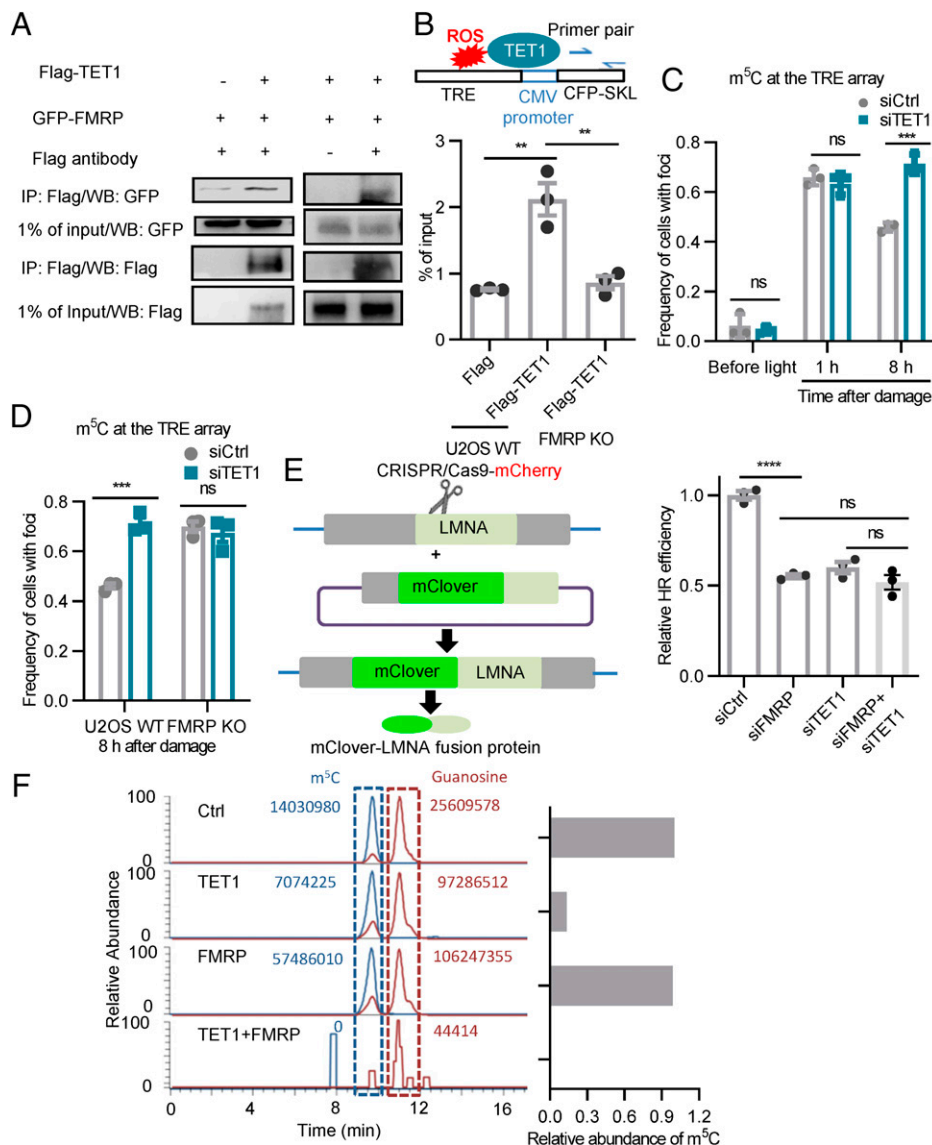 A
Flag-TET1
- + + +
GFP-FMRP
+ + + +
Flag antibody
+ + - +
IP: Flag/WB: GFP
1% of input/WB: GFP
IP: Flag/WB: Flag
1% of Input/WB: Flag
B
ROS
TET1
Primer pair
TRE
CMV
promoter
CFP-SKL
% of input
3
2
1
0
**
**
Flag
Flag-TET1
Flag-TET1
U2OS WT
FMRP KO
C
m⁵C at the TRE array
siCtrl
siTET1
Frequency of cells with foci
0.8
0.6
0.4
0.2
0.0
ns
ns
***
Before light
1 h
8 h
Time after damage
D
m⁵C at the TRE array
siCtrl
siTET1
Frequency of cells with foci
0.8
0.6
0.4
0.2
0.0
***
ns
U2OS WT FMRP KO
8 h after damage
E
CRISPR/Cas9-mCherry
LMNA
+
mClover
mClover
LMNA
mClover-LMNA fusion protein
Relative HR efficiency
1.5
1.0
0.5
0.0
****
ns
ns
siCtrl
siFMRP
siTET1
siFMRP+
siTET1
F
m⁵C
Guanosine
Relative Abundance
100
0
Ctrl
14030980
25609578
100
0
TET1
7074225
97286512
100
0
FMRP
57486010
106247355
100
0
TET1+FMRP
0
44414
0 4 8 12 16
Time (min)
0 0.3 0.6 0.9 1.2
Relative abundance of m⁵C